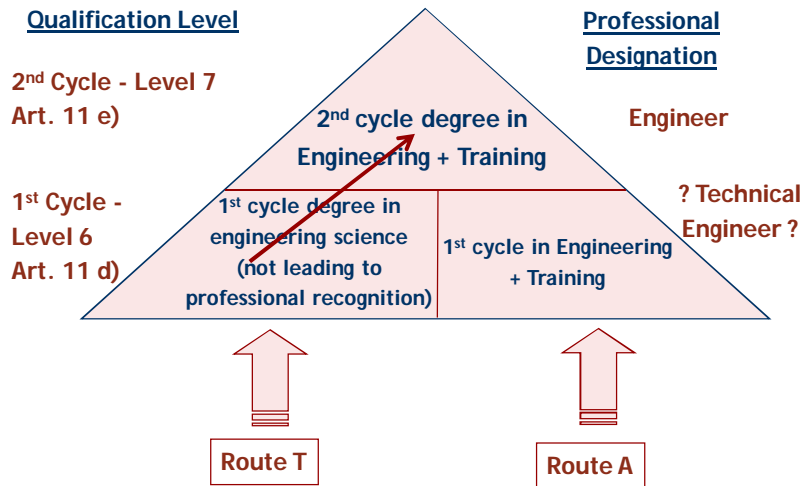 Qualification Level
Professional
Designation
2nd Cycle - Level 7
Art. 11 e)
2nd cycle degree in
Engineering + Training
Engineer
1st Cycle -
Level 6
Art. 11 d)
1st cycle degree in
engineering science
(not leading to
professional recognition)
1st cycle in Engineering
+ Training
? Technical
Engineer ?
Route T
Route A